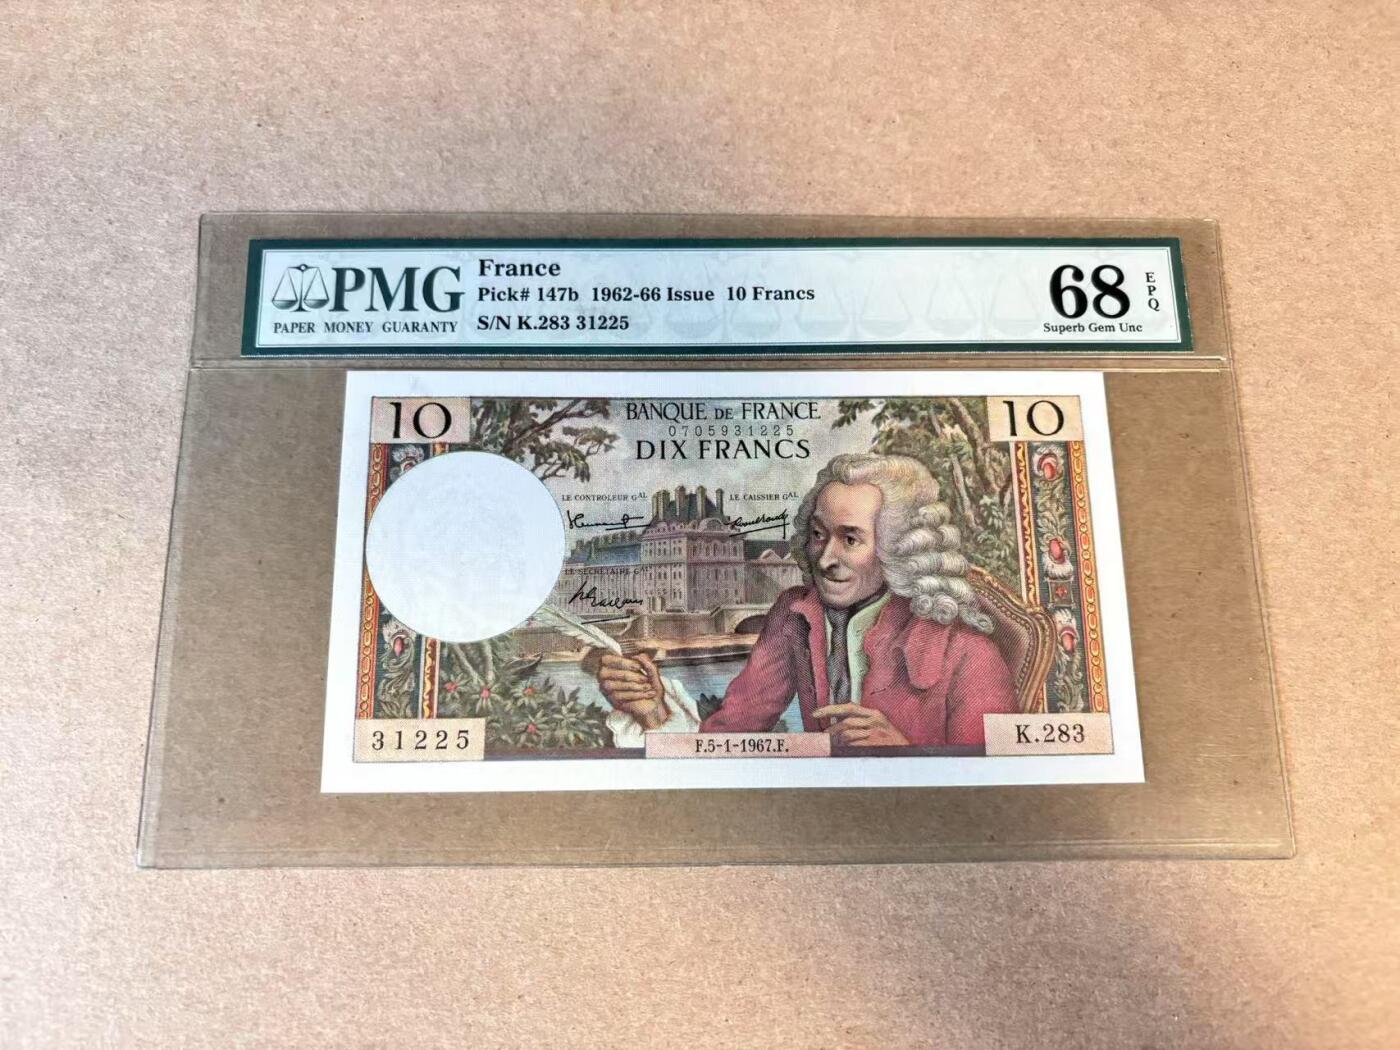 PMG
PAPER MONEY GUARANTY
France
Pick# 147b 1962-66 Issue 10 Francs
S/N K.283 31225
68
EPQ
Superb Gem Unc
10
BANQUE DE FRANCE
10
0705931225
DIX FRANCS
LE CONTROLEUR GAL
LE CAISSIER GAL
LE SECRETAIRE GAL
31225
F.5-1-1967.F.
K.283